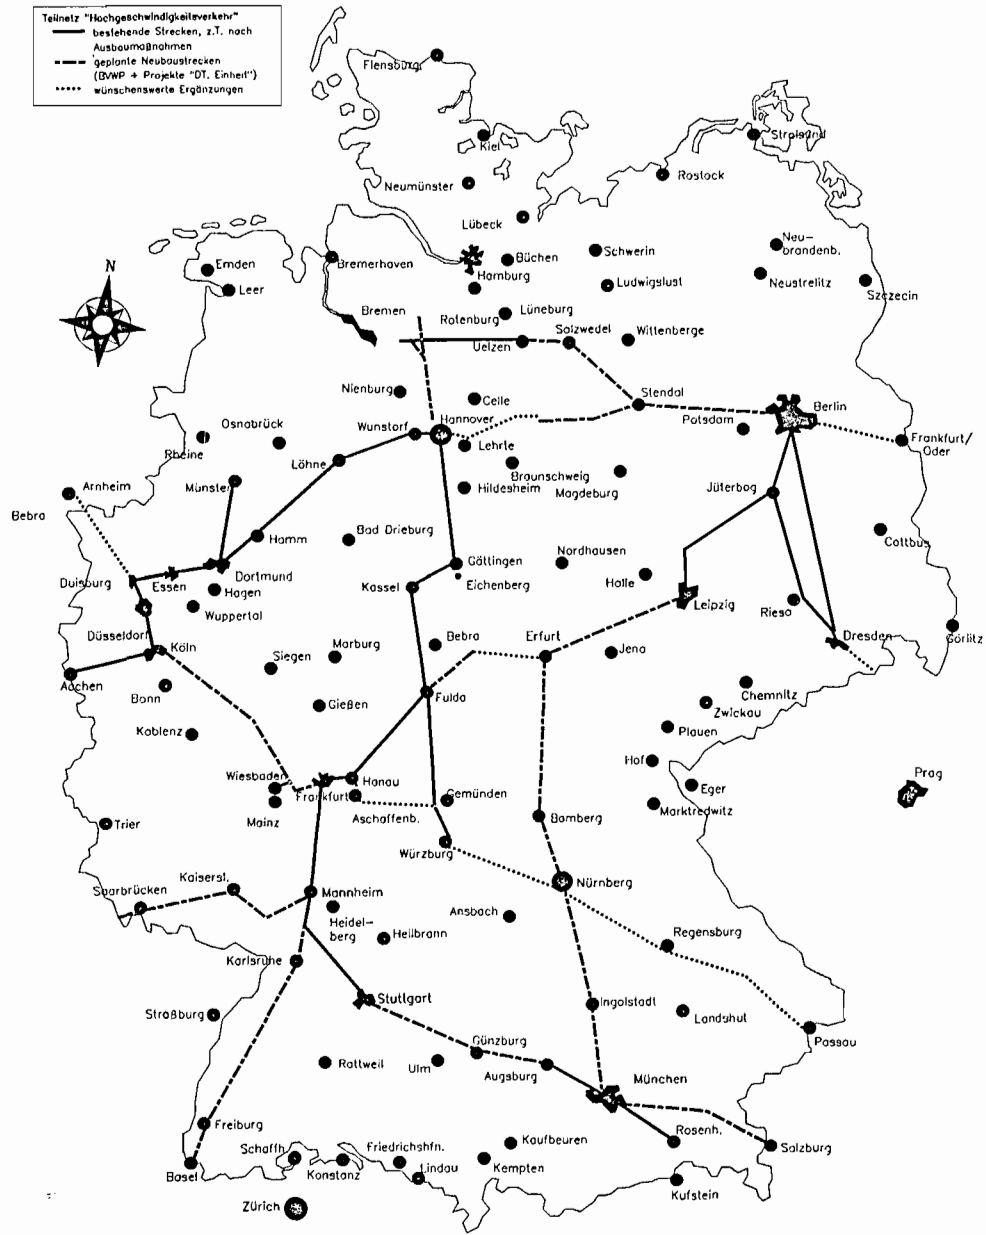 Teilnetz "Hochgeschwindigkeitsverkehr"
bestehende Strecken, z.T. nach
Ausbaumaßnahmen
geplante Neubaustrecken
(BVWP + Projekte "DT. Einheit")
wünschenswerte Ergänzungen
Flensburg
Kiel
Stralsund
Neumünster
Rostock
Lübeck
Neu-
brandenb.
Schwerin
Bremerhaven
Büchen
Emden
Hamburg
Neustrelitz
Ludwigslust
Leer
Szczecin
N
Bremen
Rotenburg
Lüneburg
Salzwedel
Wittenberge
Uelzen
Nienburg
Celle
Stendal
Berlin
Hannover
Potsdam
Osnabrück
Wunstorf
Frankfurt/
Oder
Rheine
Lehrte
Löhne
Braunschweig
Arnheim
Münster
Hildesheim
Magdeburg
Jüterbog
Bebra
Bad Drieburg
Hamm
Cottbus
Nordhausen
Göttingen
Duisburg
Essen
Dortmund
Eichenberg
Halle
Kassel
Hagen
Leipzig
Riesa
Wuppertal
Düsseldorf
Köln
Marburg
Bebra
Erfurt
Dresden
Görlitz
Siegen
Jena
Aachen
Bonn
Fulda
Chemnitz
Gießen
Zwickau
Koblenz
Plauen
Hof
Wiesbaden
Hanau
Prag
Frankfurt
Gemünden
Eger
Mainz
Aschaffenb.
Marktredwitz
Trier
Bamberg
Würzburg
Kaiserst.
Nürnberg
Saarbrücken
Mannheim
Heidel-
berg
Ansbach
Heilbrann
Regensburg
Karlsruhe
Stuttgart
Ingolstadt
Straßburg
Landshut
Passau
Günzburg
Rattweil
Ulm
Augsburg
München
Freiburg
Rosenh.
Kaufbeuren
Salzburg
Schaffh.
Friedrichshfn.
Basel
Konstanz
Lindau
Kempten
Kufstein
Zürich